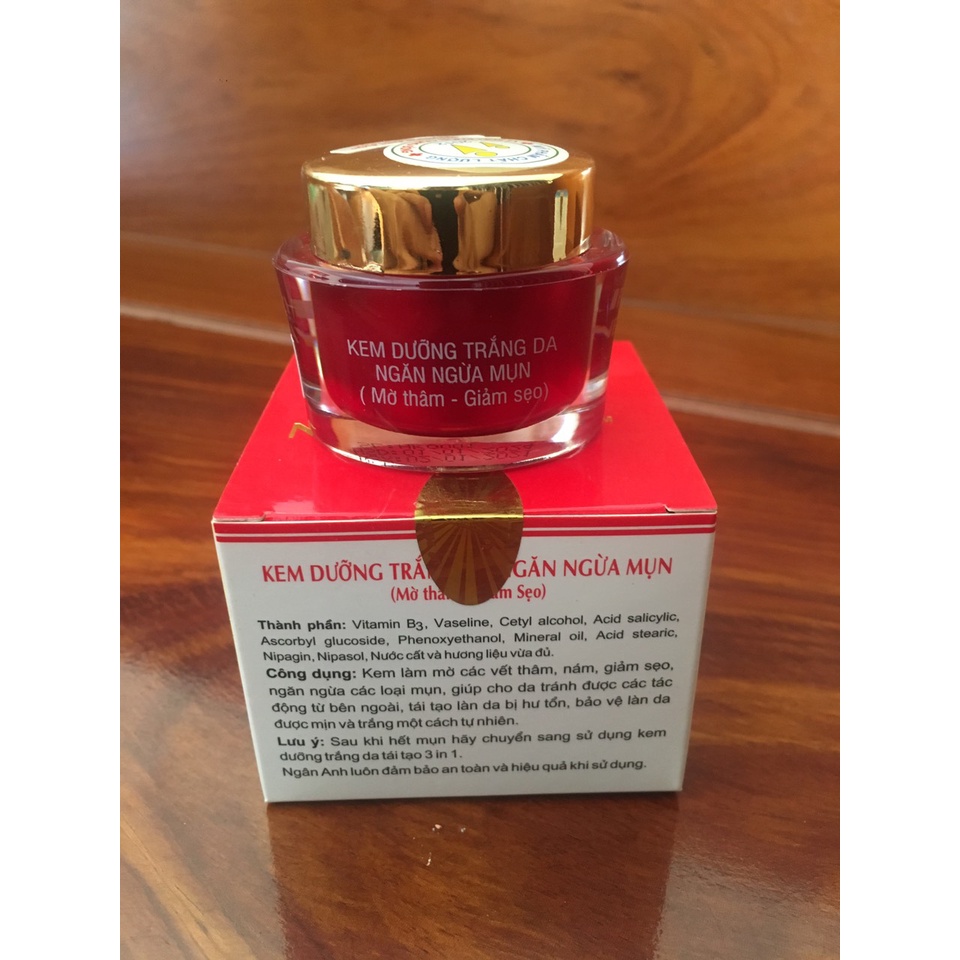 PHẨM CHẤT LƯỢNG
KEM DƯỠNG TRẮNG DA
NGĂN NGỪA MỤN
( Mờ thâm - Giảm sẹo)
KEM DƯỠNG NGĂN NGỪA MỤN
(Mờ Sẹo)
Thành phần: Vitamin B3, Vaseline, Cetyl alcohol, Acid salicylic,
Ascorbyl glucoside, Phenoxyethanol, Mineral oil, Acid stearic,
Nipagin, Nipasol, Nước cất và hương liệu vừa đủ.
Công dụng: Kem làm mờ các vết thâm, nám, giảm sẹo,
ngăn ngừa các loại mụn, giúp cho da tránh được các tác
động từ bên ngoài, tái tạo làn da bị hư tổn, bảo vệ làn da
được mịn và trắng một cách tự nhiên.
Lưu ý: Sau khi hết mụn hãy chuyển sang sử dụng kem
dưỡng trắng da tái tạo 3 in 1.
Ngân Anh luôn đảm bảo an toàn và hiệu quả khi sử dụng.